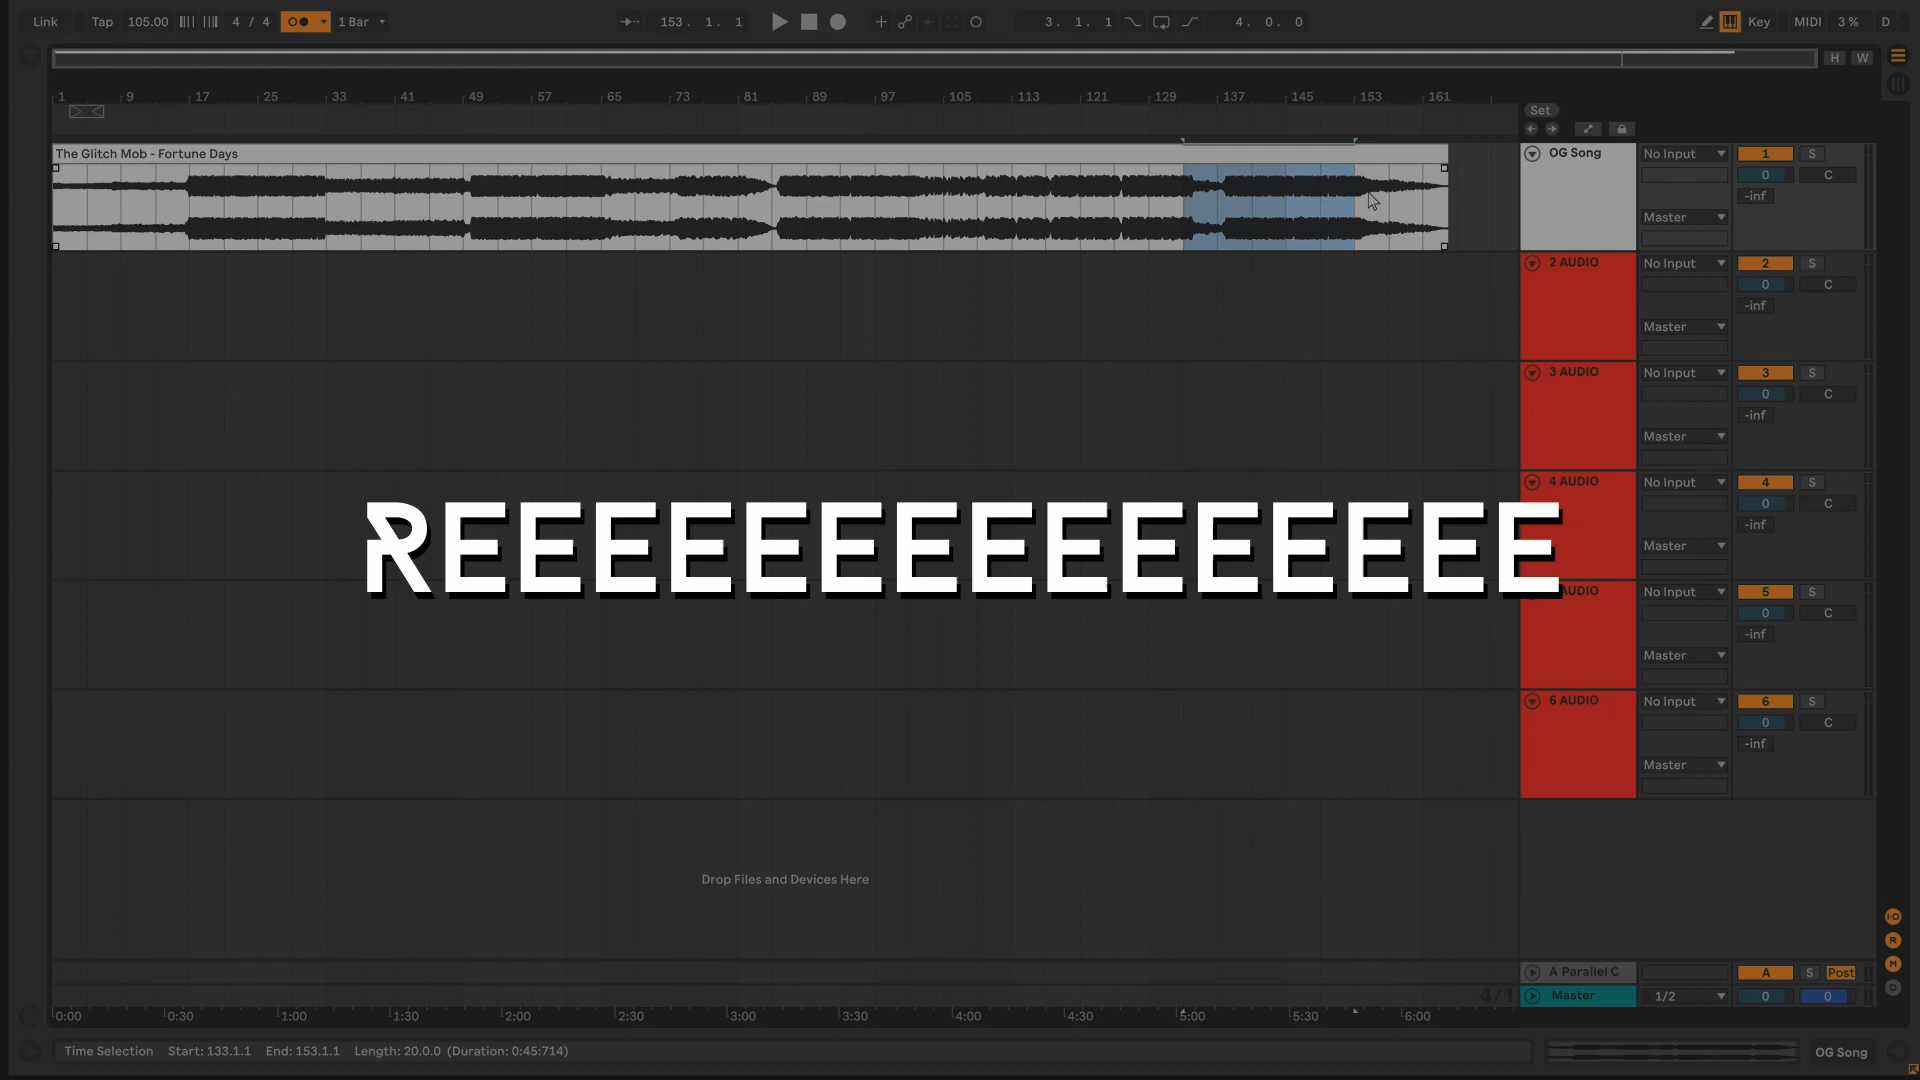 Link Tap 105.00 4 / 4 1 Bar 153. 1. 1 3. 1. 1 4. 0. 0 Key MIDI 3 % D
H W
1 9 17 25 33 41 49 57 65 73 81 89 97 105 113 121 129 137 145 153 161
Set
The Glitch Mob - Fortune Days
OG Song No Input 1 S
0 C
-inf
Master
2 AUDIO No Input 2 S
0 C
-inf
Master
3 AUDIO No Input 3 S
0 C
-inf
Master
4 AUDIO No Input 4 S
0 C
-inf
Master
REEEEEEEEEEEEEEE
AUDIO No Input 5 S
0 C
-inf
Master
6 AUDIO No Input 6 S
0 C
-inf
Master
Drop Files and Devices Here
I·O
R
M
D
A Parallel C A S Post
4/1 Master 1/2 0 0
0:00 0:30 1:00 1:30 2:00 2:30 3:00 3:30 4:00 4:30 5:00 5:30 6:00
Time Selection Start: 133.1.1 End: 153.1.1 Length: 20.0.0 (Duration: 0:45:714) OG Song